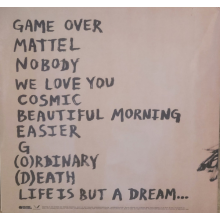 GAME OVER
MATTEL
NOBODY
WE LOVE YOU
COSMIC
BEAUTIFUL MORNING
EASIER
G
(O)RDINARY
(D)EATH
LIFE IS BUT A DREAM...